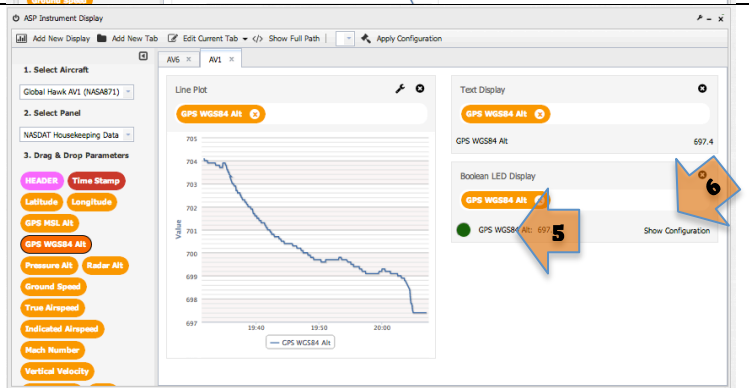 Ground Speed
ASP Instrument Display
Add New Display Add New Tab Edit Current Tab </> Show Full Path | Apply Configuration
1. Select Aircraft
Global Hawk AV1 (NASA871)
2. Select Panel
NASDAT Housekeeping Data
3. Drag & Drop Parameters
HEADER Time Stamp
Latitude Longitude
GPS MSL Alt
GPS WGS84 Alt
Pressure Alt Radar Alt
Ground Speed
True Airspeed
Indicated Airspeed
Mach Number
Vertical Velocity
AV6 × AV1 ×
Line Plot
GPS WGS84 Alt
705
704
703
702
701
700
699
698
697
Value
19:40 19:50 20:00
GPS WGS84 Alt
Text Display
GPS WGS84 Alt
GPS WGS84 Alt 697.4
Boolean LED Display
GPS WGS84 Alt
GPS WGS84 Alt: 697
Show Configuration
5
6